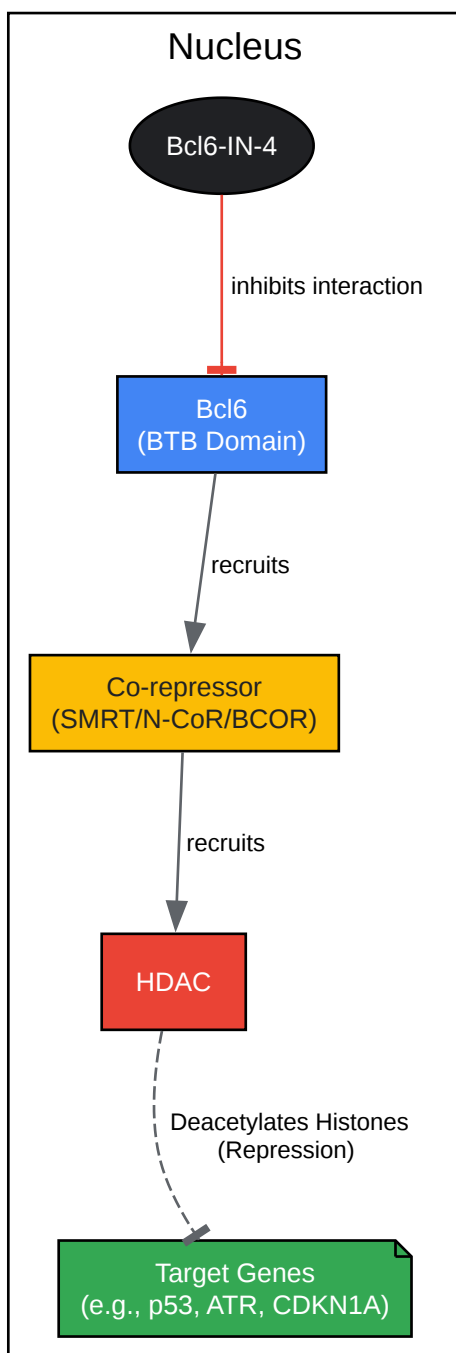 Nucleus
Bcl6-IN-4
inhibits interaction
Bcl6
(BTB Domain)
recruits
Co-repressor
(SMRT/N-CoR/BCOR)
recruits
HDAC
Deacetylates Histones
(Repression)
Target Genes
(e.g., p53, ATR, CDKN1A)